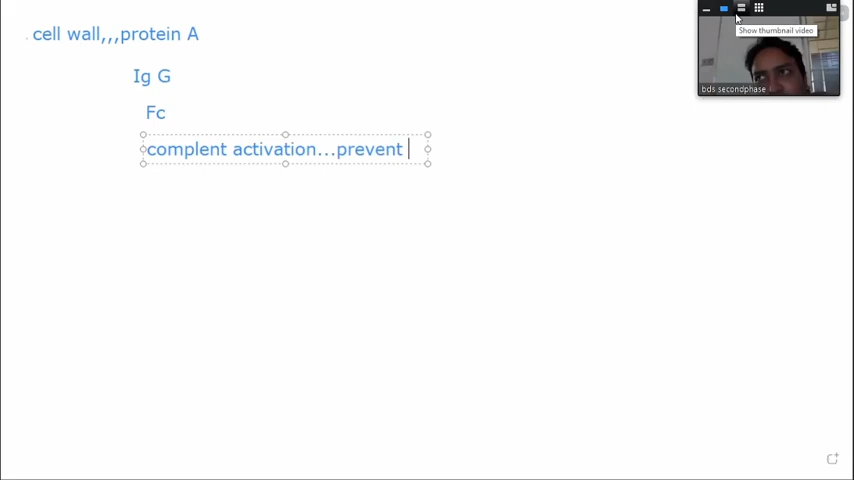 cell wall,,,protein A
Show thumbnail video
Ig G
bds secondphase
Fc
complent activation...prevent